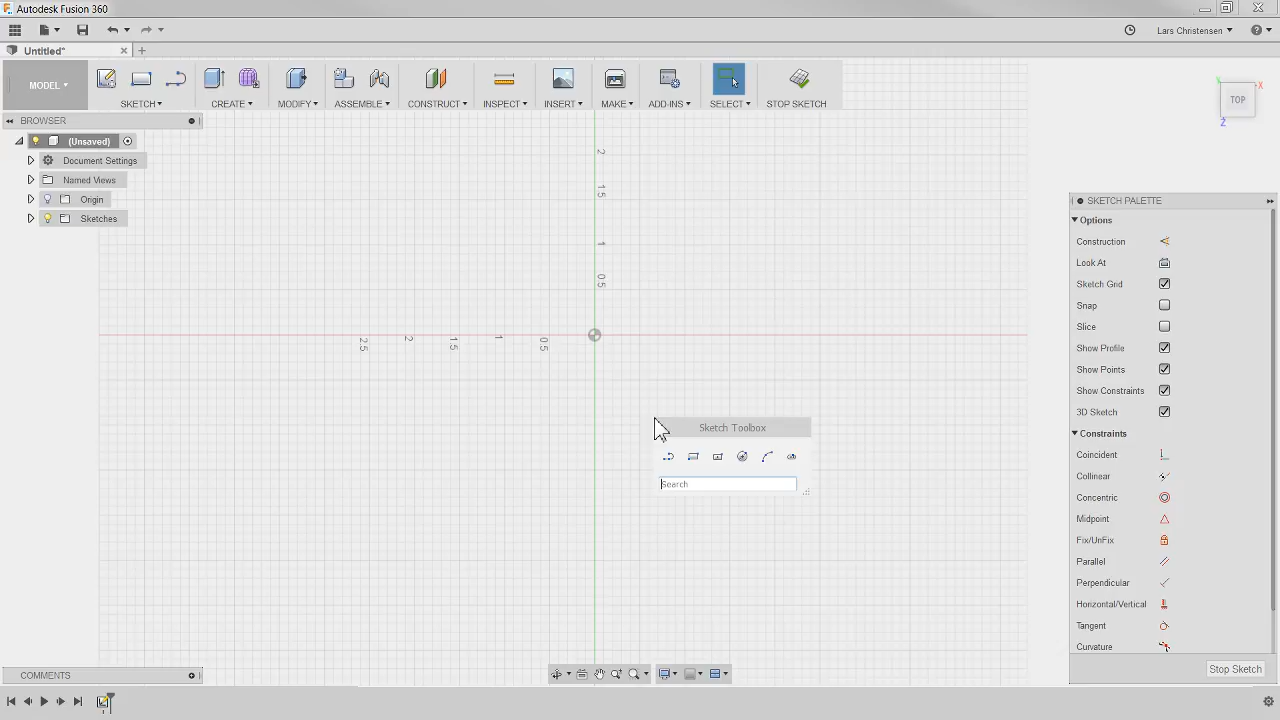 Autodesk Fusion 360
Lars Christensen
Untitled*
MODEL
SKETCH
CREATE
MODIFY
ASSEMBLE
CONSTRUCT
INSPECT
INSERT
MAKE
ADD-INS
SELECT
STOP SKETCH
BROWSER
(Unsaved)
Document Settings
Named Views
Origin
Sketches
TOP
X
Y
Z
2
1.5
1
0.5
2.5
2
1.5
1
0.5
Sketch Toolbox
Search
SKETCH PALETTE
Options
Construction
Look At
Sketch Grid
Snap
Slice
Show Profile
Show Points
Show Constraints
3D Sketch
Constraints
Coincident
Collinear
Concentric
Midpoint
Fix/UnFix
Parallel
Perpendicular
Horizontal/Vertical
Tangent
Curvature
Stop Sketch
COMMENTS